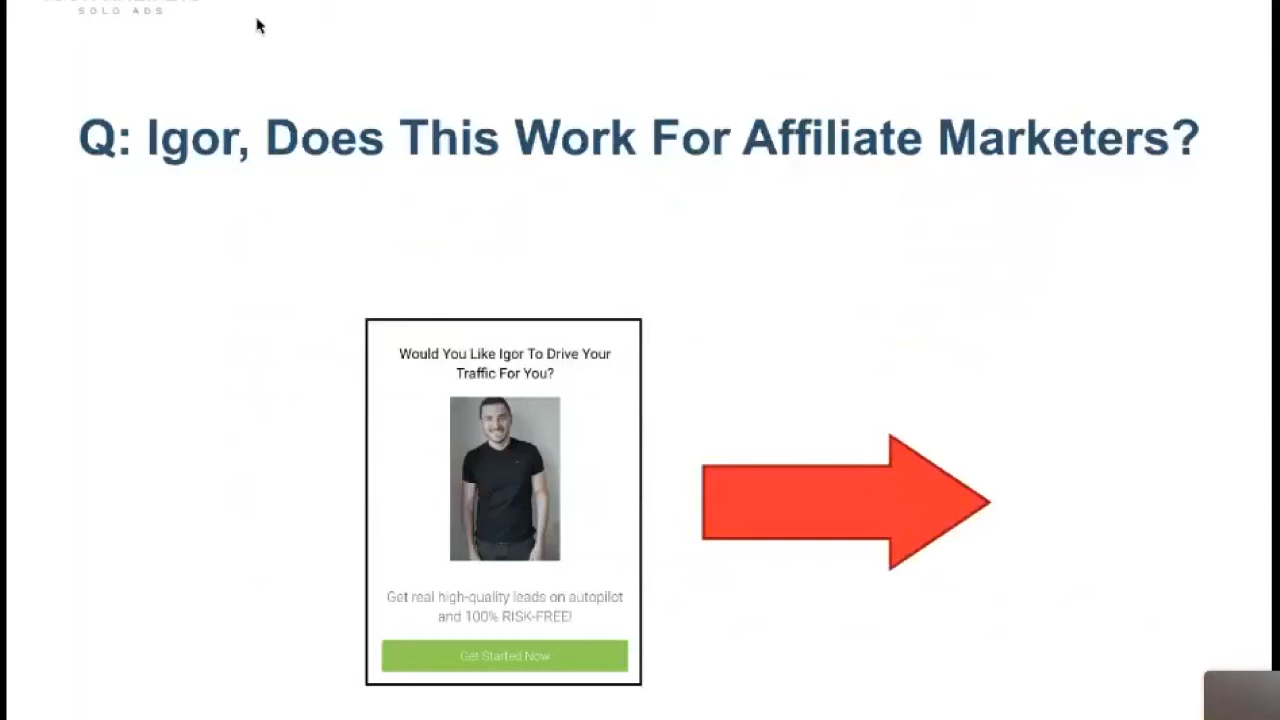 SOLO ADS
Q: Igor, Does This Work For Affiliate Marketers?
Would You Like Igor To Drive Your
Traffic For You?
Get real high-quality leads on autopilot
and 100% RISK-FREE!
Get Started Now